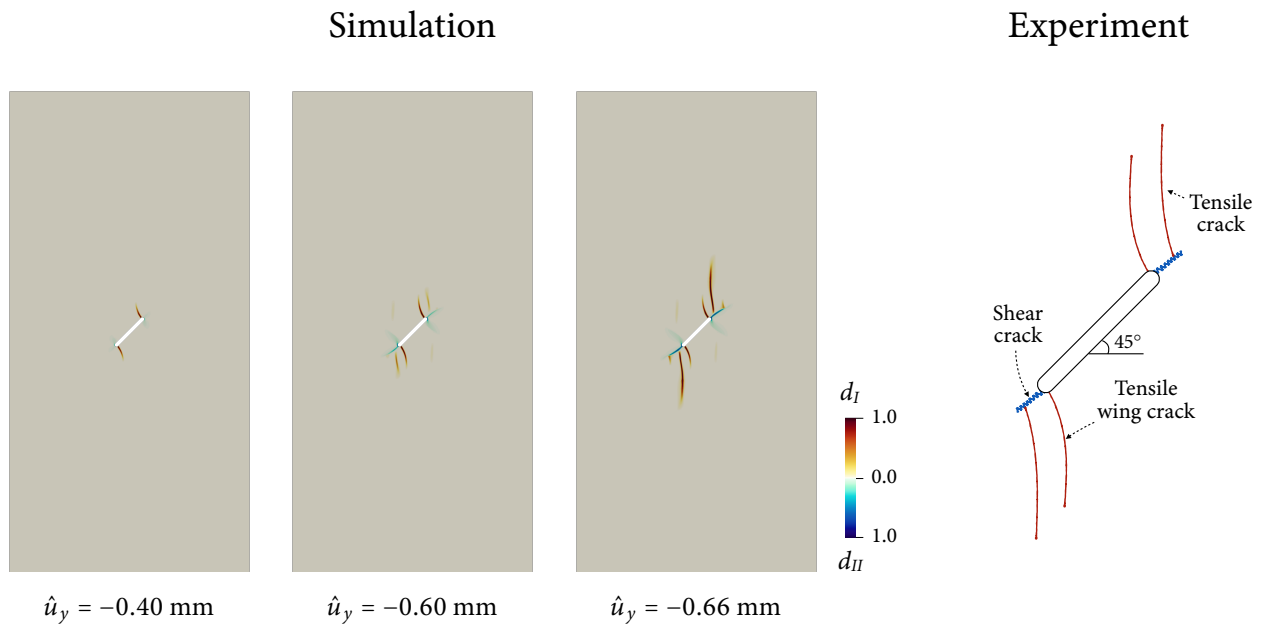 Simulation
Experiment
Tensile
crack
Shear
crack
45°
Tensile
wing crack
d_I
1.0
0.0
1.0
d_II
û_y = −0.40 mm
û_y = −0.60 mm
û_y = −0.66 mm